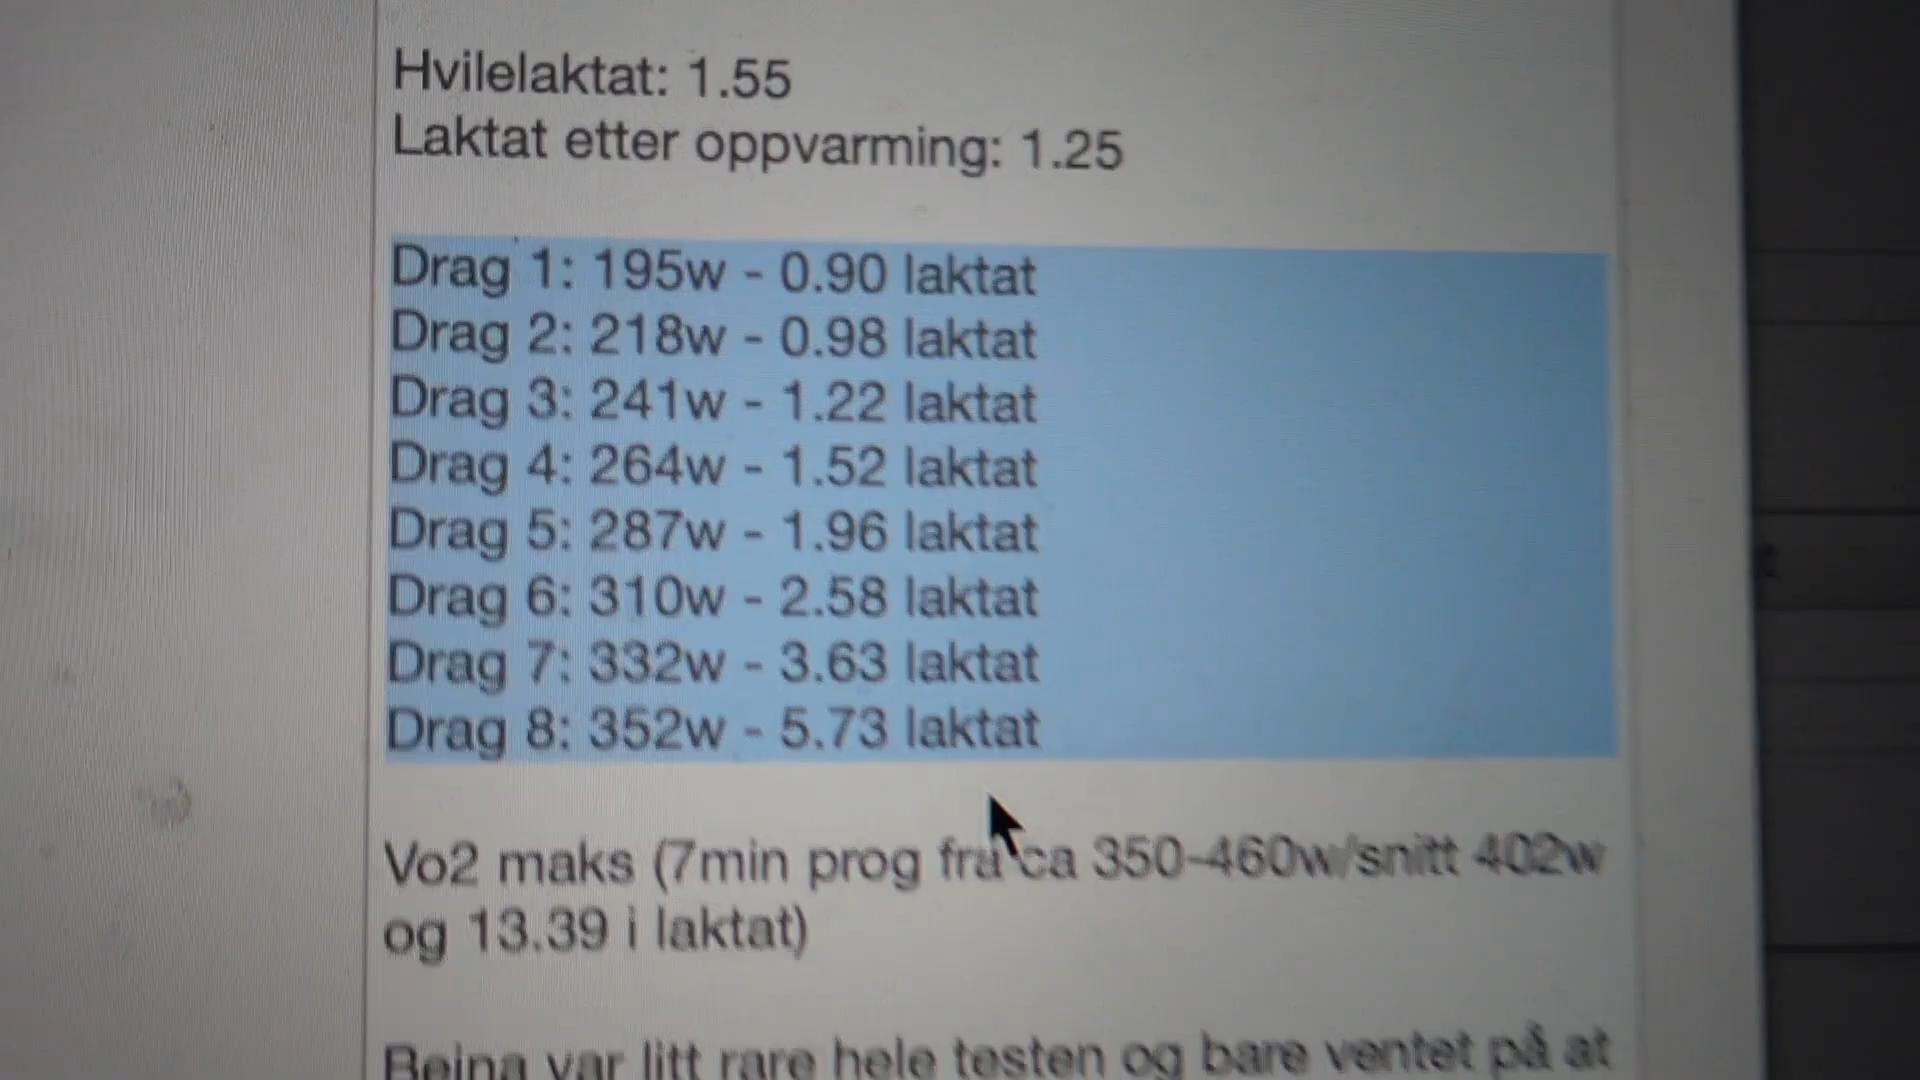 Hvilelaktat: 1.55
Laktat etter oppvarming: 1.25
Drag 1: 195w - 0.90 laktat
Drag 2: 218w - 0.98 laktat
Drag 3: 241w - 1.22 laktat
Drag 4: 264w - 1.52 laktat
Drag 5: 287w - 1.96 laktat
Drag 6: 310w - 2.58 laktat
Drag 7: 332w - 3.63 laktat
Drag 8: 352w - 5.73 laktat
Vo2 maks (7min prog fra ca 350-460w/snitt 402w
og 13.39 i laktat)
Beina var litt rare hele testen og bare ventet på at